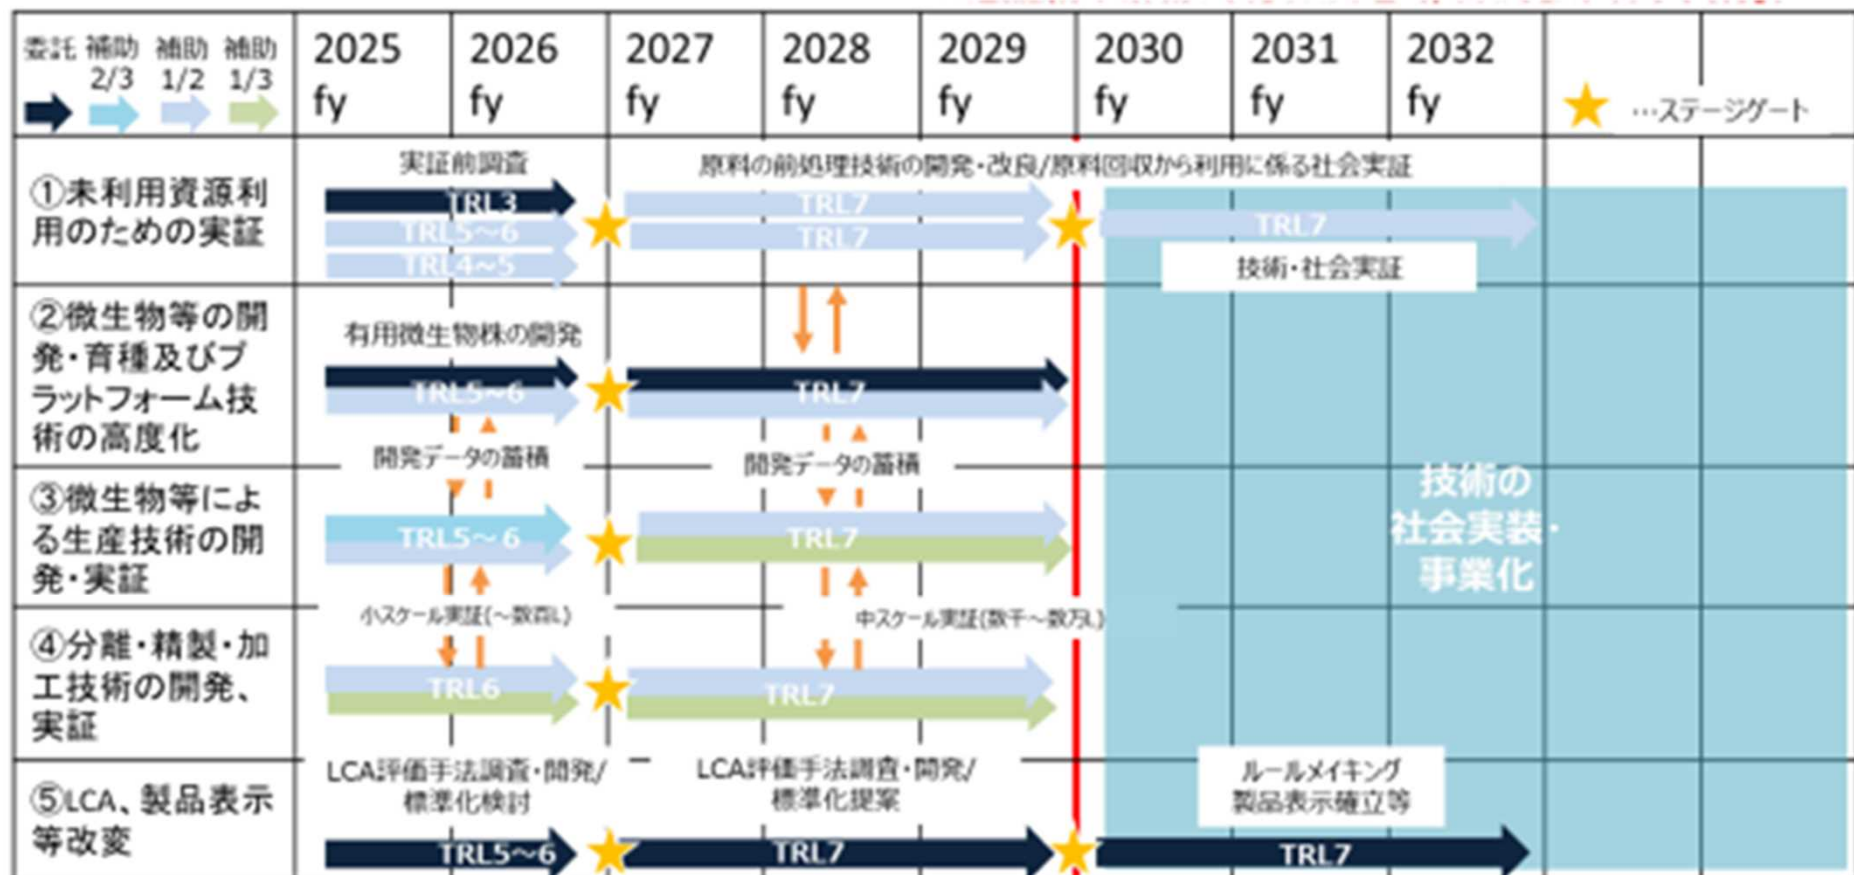 委託 補助 補助 補助
2/3 1/2 1/3
2025 2026 2027 2028 2029 2030 2031 2032
fy fy fy fy fy fy fy fy
…ステージゲート
①未利用資源利
用のための実証
実証前調査
TRL3
TRL5～6
TRL4～5
原料の前処理技術の開発・改良/原料回収から利用に係る社会実証
TRL7
TRL7
TRL7
技術・社会実証
②微生物等の開
発・育種及びプ
ラットフォーム技
術の高度化
有用微生物株の開発
TRL5～6
TRL7
開発データの蓄積
開発データの蓄積
③微生物等によ
る生産技術の開
発・実証
TRL5～6
TRL7
技術の
社会実装・
事業化
小スケール実証(～数百L)
中スケール実証(数千～数万L)
④分離・精製・加
工技術の開発、
実証
TRL6
TRL7
⑤LCA、製品表示
等改変
LCA評価手法調査・開発/
標準化検討
TRL5～6
LCA評価手法調査・開発/
標準化提案
TRL7
ルールメイキング
製品表示確立等
TRL7